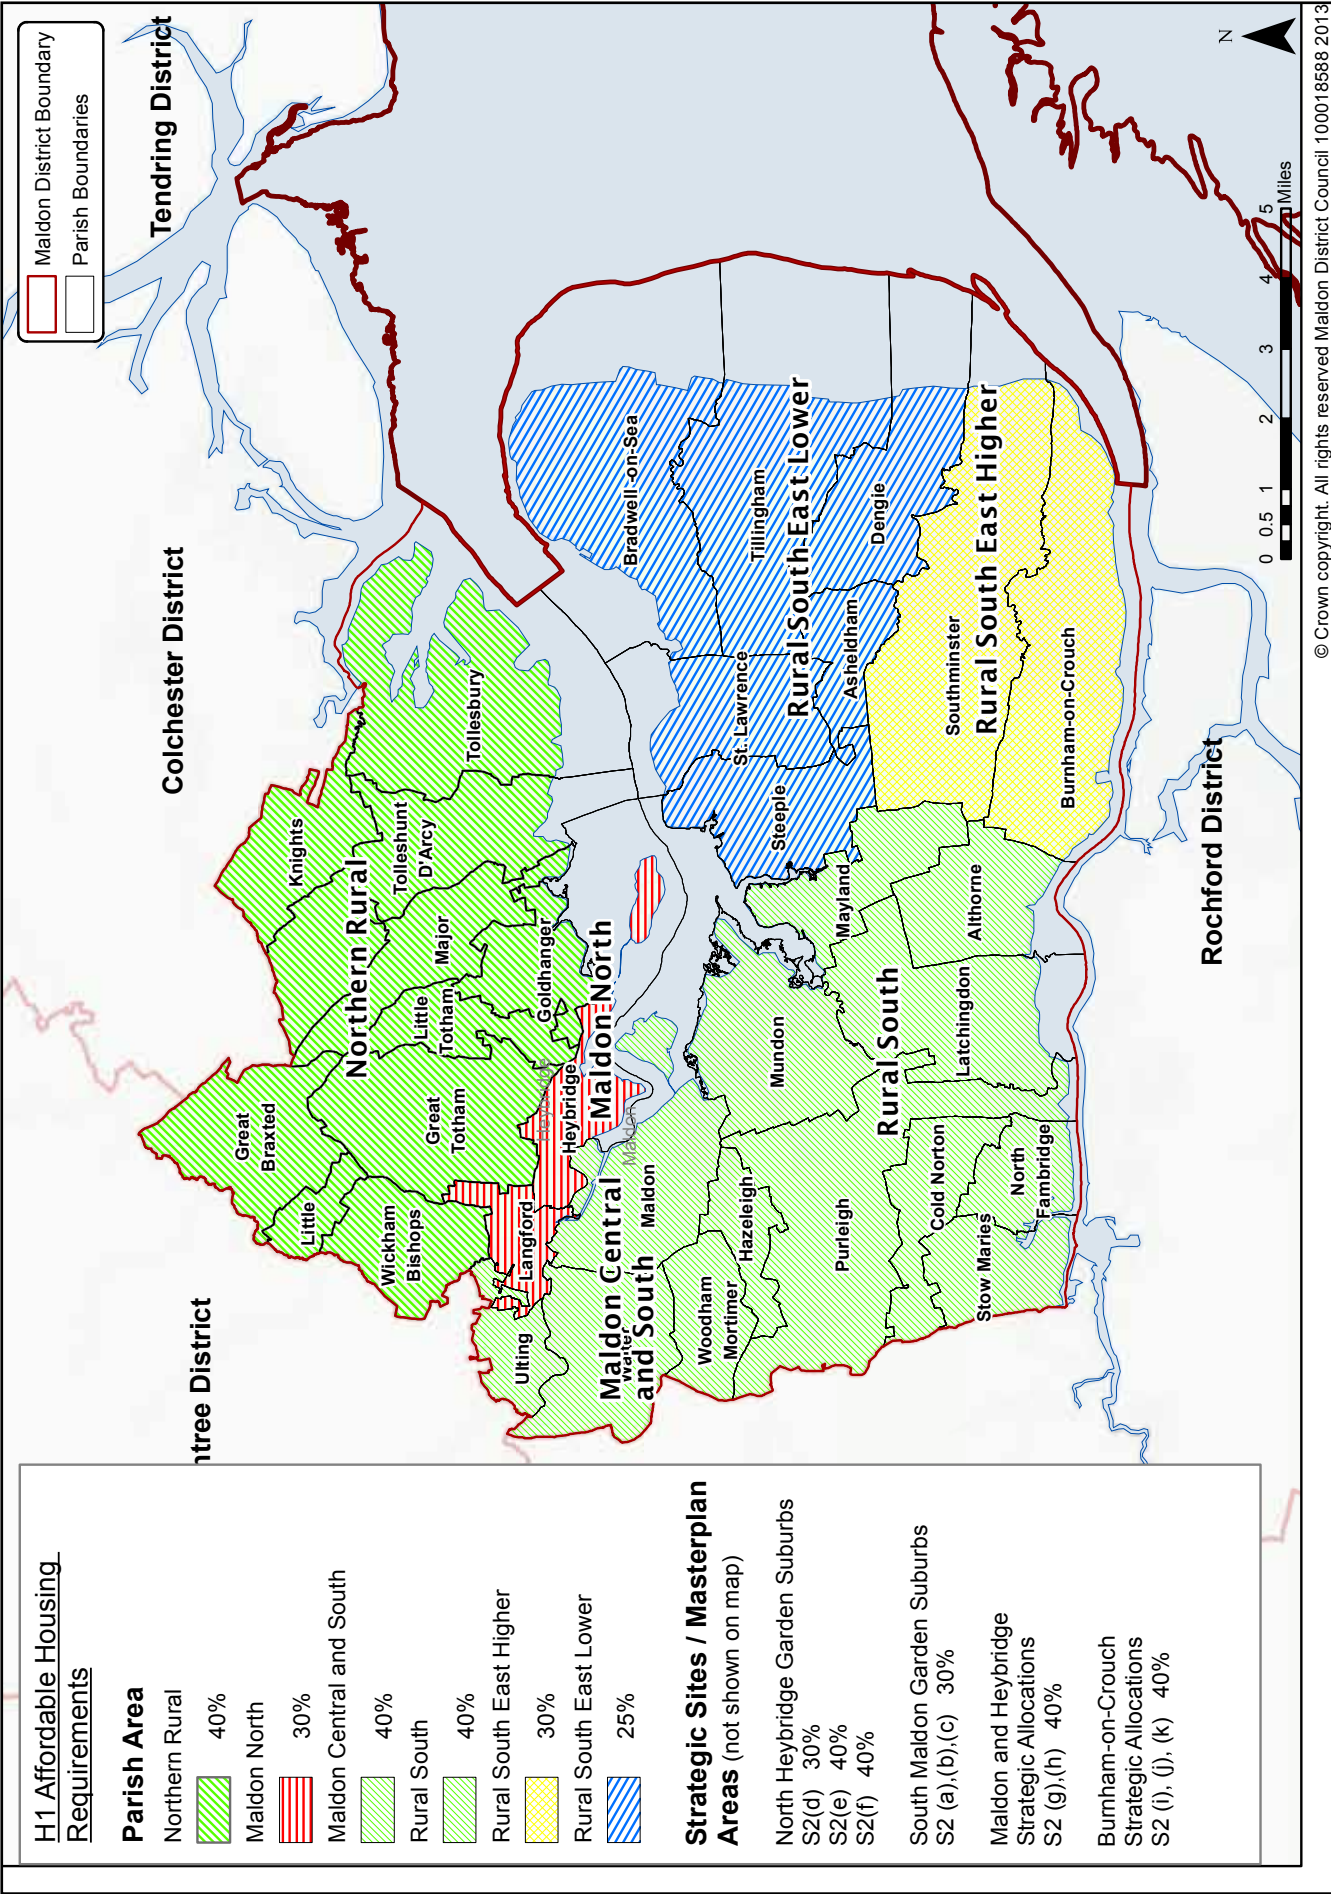 H1 Affordable Housing
Requirements
Parish Area
Northern Rural
40%
Maldon North
30%
Maldon Central and South
40%
Rural South
40%
Rural South East Higher
30%
Rural South East Lower
25%
Strategic Sites / Masterplan
Areas (not shown on map)
North Heybridge Garden Suburbs
S2(d) 30%
S2(e) 40%
S2(f) 40%
South Maldon Garden Suburbs
S2 (a),(b),(c) 30%
Maldon and Heybridge
Strategic Allocations
S2 (g),(h) 40%
Burnham-on-Crouch
Strategic Allocations
S2 (i), (j), (k) 40%
Maldon District Boundary
Parish Boundaries
ntree District
Colchester District
Tendring District
Rochford District
Great
Braxted
Little
Wickham
Bishops
Great
Totham
Little
Totham
Knights
Northern Rural
Tolleshunt
D'Arcy
Major
Goldhanger
Tollesbury
Langford
Heybridge
Heybridge
Maldon North
Ulting
Maldon Central
and South
Walter
Maldon
Maldon
Woodham
Mortimer
Hazeleigh
Purleigh
Mundon
Rural South
Cold Norton
Stow Maries
North
Fambridge
Latchingdon
Mayland
Althorne
Steeple
St. Lawrence
Bradwell-on-Sea
Tillingham
Rural South East Lower
Asheldham
Dengie
Southminster
Rural South East Higher
Burnham-on-Crouch
N
0 0.5 1 2 3 4 5
Miles
© Crown copyright. All rights reserved Maldon District Council 100018588 2013